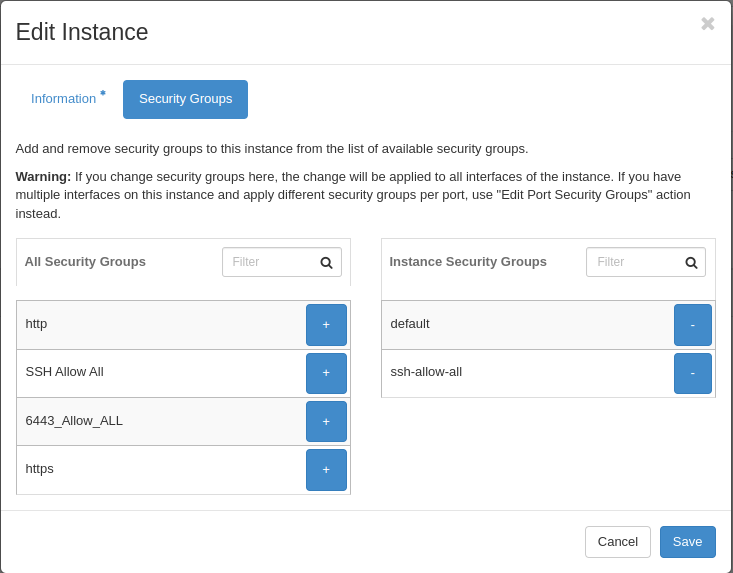 Edit Instance
Information *
Security Groups
Add and remove security groups to this instance from the list of available security groups.
Warning: If you change security groups here, the change will be applied to all interfaces of the instance. If you have
multiple interfaces on this instance and apply different security groups per port, use "Edit Port Security Groups" action
instead.
All Security Groups
Filter
http
+
SSH Allow All
+
6443_Allow_ALL
+
https
+
Instance Security Groups
Filter
default
-
ssh-allow-all
-
Cancel
Save